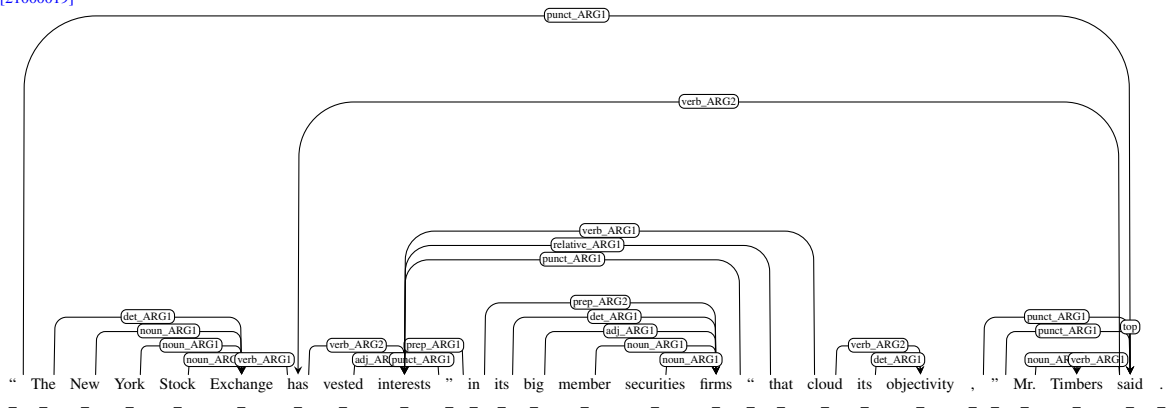 punct_ARG1
verb_ARG2
verb_ARG1
relative_ARG1
punct_ARG1
prep_ARG2
det_ARG1 det_ARG1 punct_ARG1
noun_ARG1 adj_ARG1 punct_ARG1 top
noun_ARG1 verb_ARG2 prep_ARG1 noun_ARG1 verb_ARG2
verb_ARG1 punct_ARG1 noun_ARG1 det_ARG1 verb_ARG1
“ The New York Stock Exchange has vested interests ” in its big member securities firms “ that cloud its objectivity , ” Mr. Timbers said .